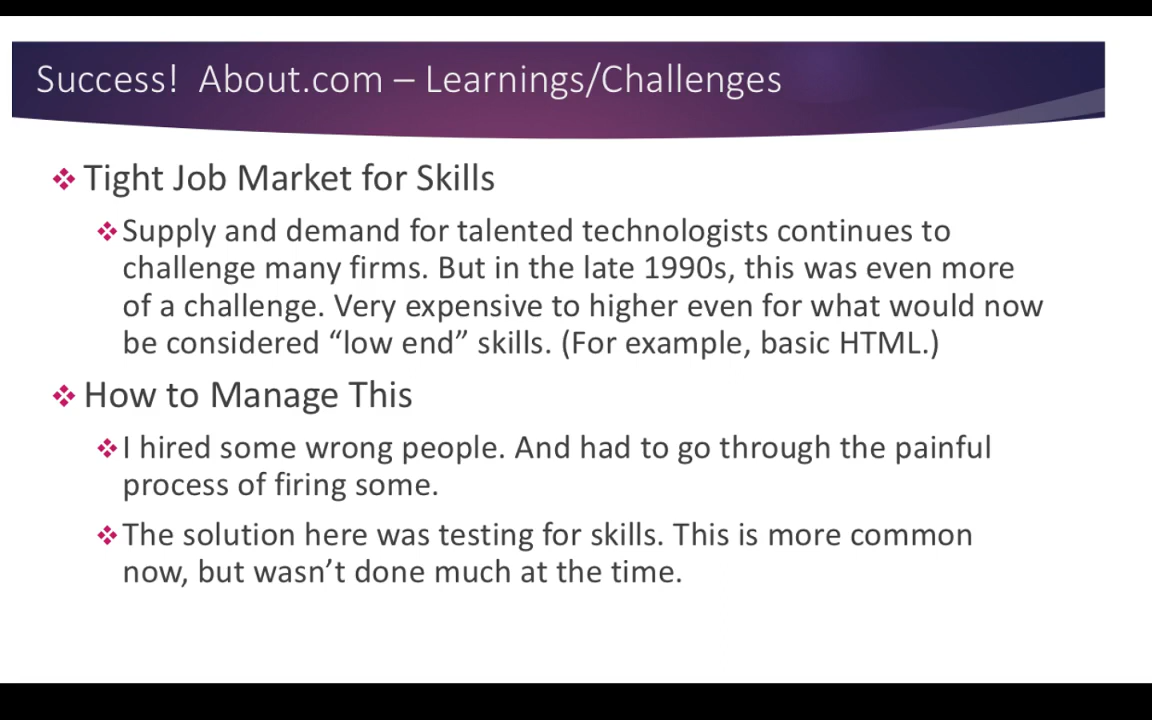 Success!  About.com – Learnings/Challenges
Tight Job Market for Skills
Supply and demand for talented technologists continues to
challenge many firms. But in the late 1990s, this was even more
of a challenge. Very expensive to higher even for what would now
be considered “low end” skills. (For example, basic HTML.)
How to Manage This
I hired some wrong people. And had to go through the painful
process of firing some.
The solution here was testing for skills. This is more common
now, but wasn’t done much at the time.